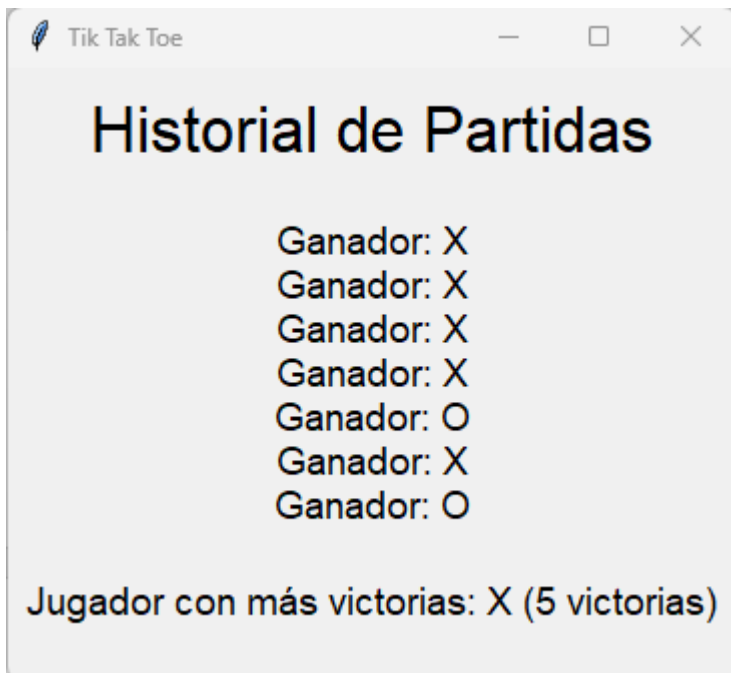 Tik Tak Toe
Historial de Partidas
Ganador: X
Ganador: X
Ganador: X
Ganador: X
Ganador: O
Ganador: X
Ganador: O
Jugador con más victorias: X (5 victorias)